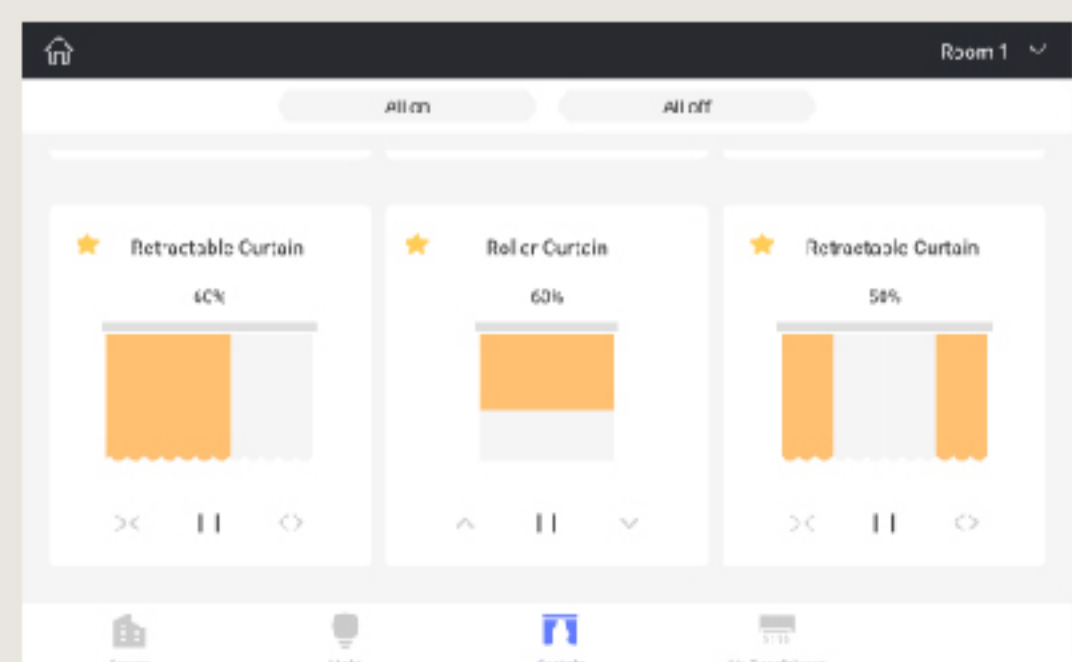 Room 1
All on
All off
Retractable Curtain
Roller Curtain
Retractable Curtain
60%
60%
50%